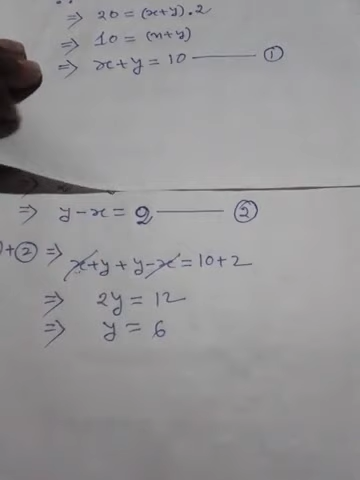 ⇒ 20 = (x+y).2
⇒ 10 = (x+y)
⇒ x+y = 10 —— ①
⇒ y-x = 2 —— ②
+② ⇒
x+y+y-x = 10+2
⇒ 2y = 12
⇒ y = 6